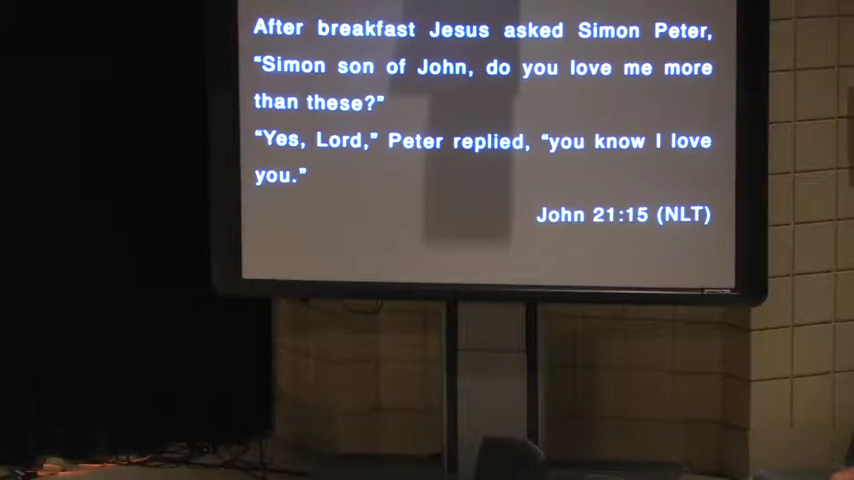 After breakfast Jesus asked Simon Peter,
“Simon son of John, do you love me more
than these?”
“Yes, Lord,” Peter replied, “you know I love
you.”
John 21:15 (NLT)